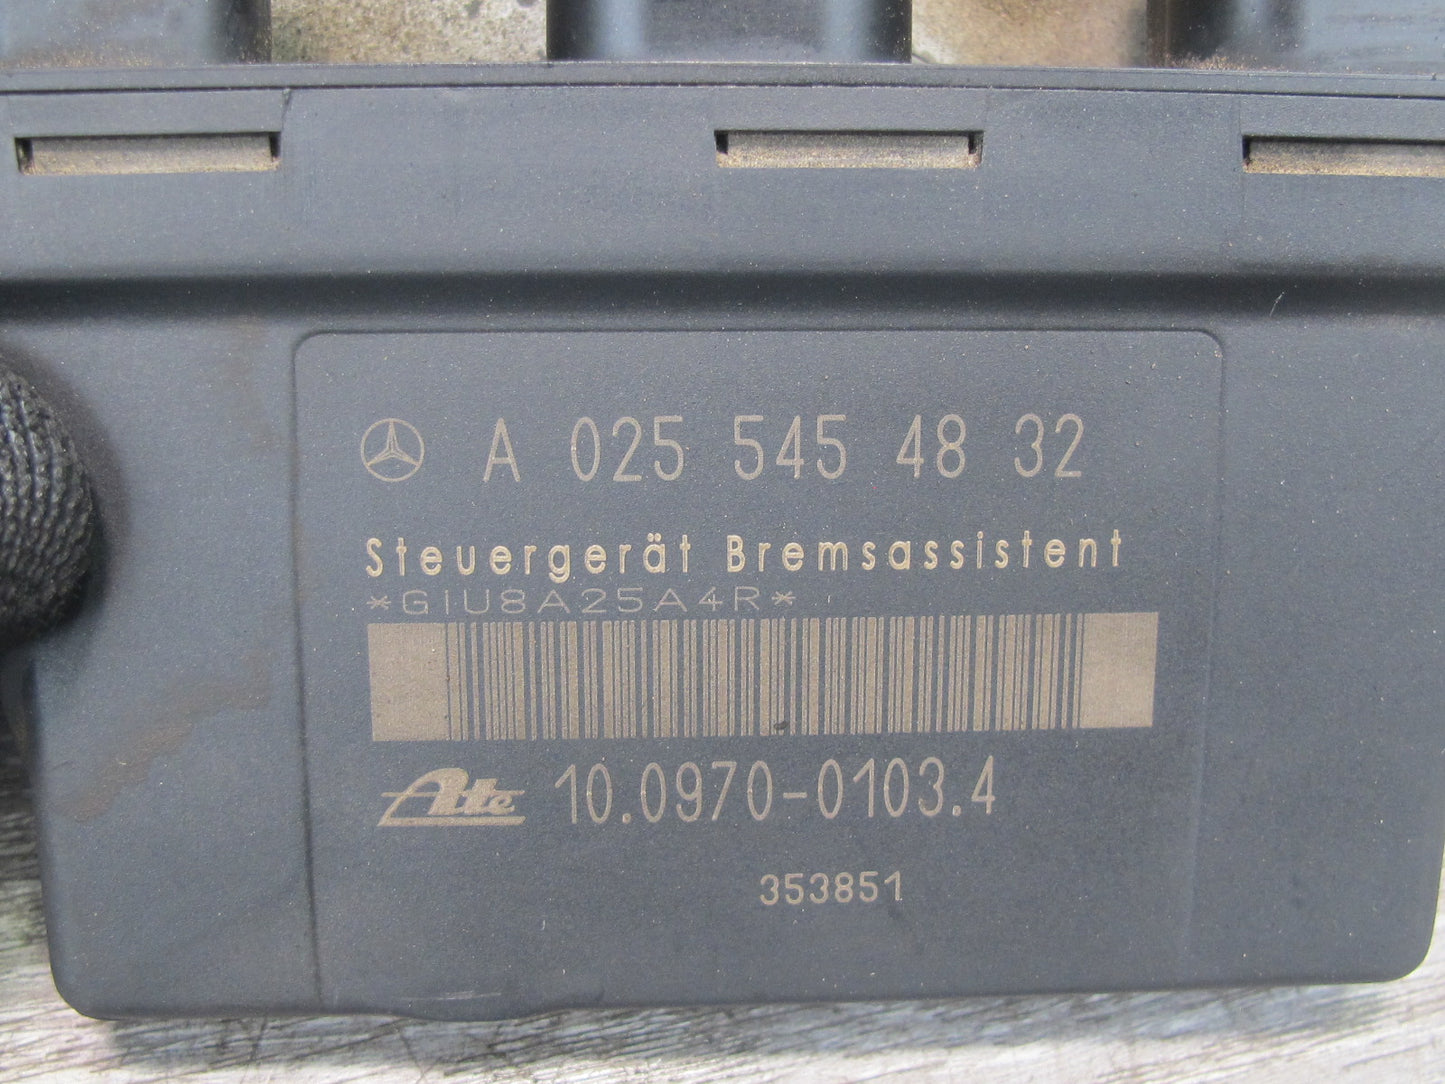 A 025 545 48 32
Steuergerät Bremsassistent
*GIU8A25A4R*
Ate 10.0970-0103.4
353851